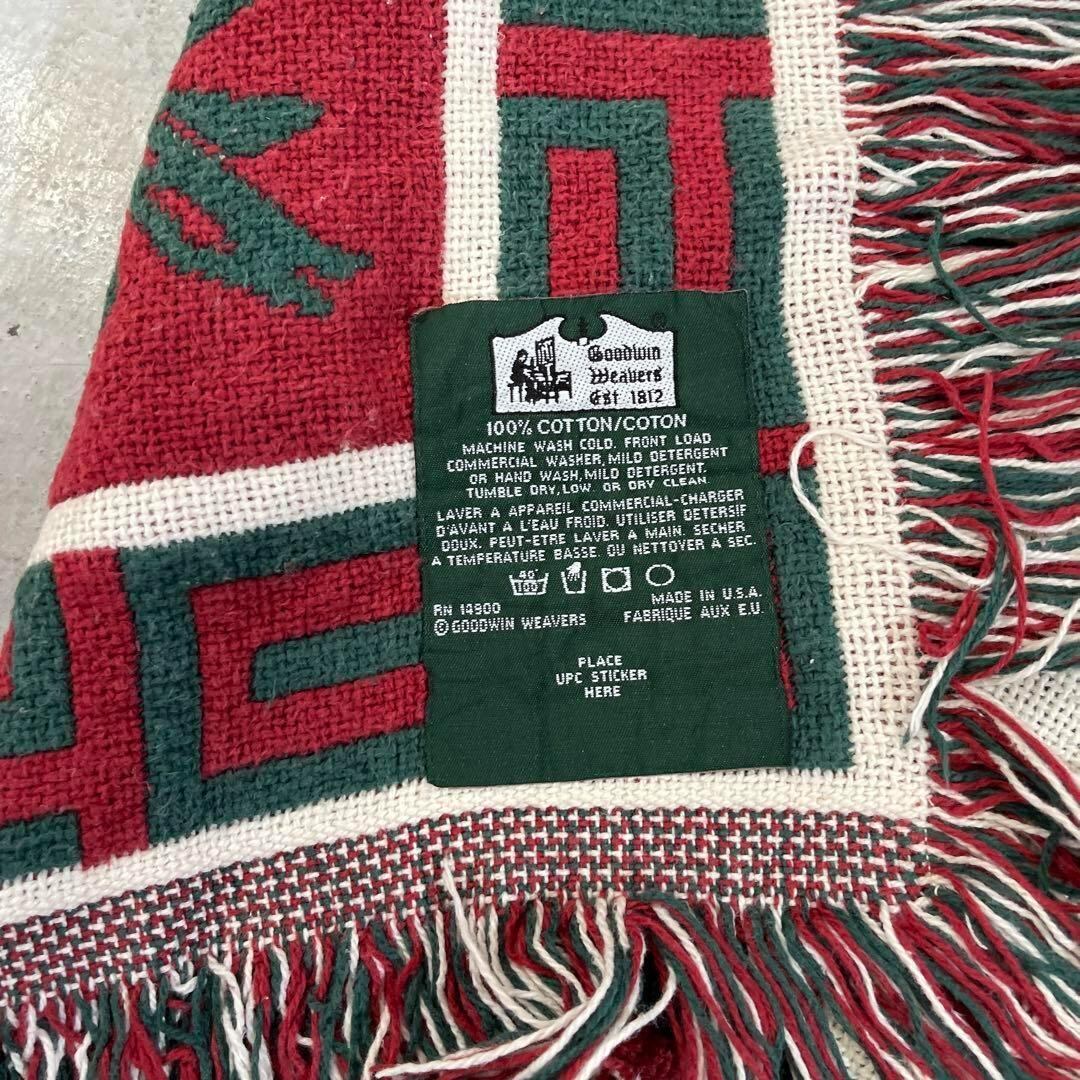 Goodwin
Weavers
Est 1812
®
100% COTTON/COTON
MACHINE WASH COLD. FRONT LOAD
COMMERCIAL WASHER, MILD DETERGENT
OR HAND WASH, MILD DETERGENT.
TUMBLE DRY, LOW. OR DRY CLEAN.
LAVER A APPAREIL COMMERCIAL-CHARGER
D'AVANT A L'EAU FROID. UTILISER DETERSIF
DOUX. PEUT-ETRE LAVER A MAIN. SECHER
A TEMPERATURE BASSE. OU NETTOYER A SEC.
40°
100°
RN 14900 MADE IN U.S.A.
© GOODWIN WEAVERS FABRIQUE AUX E.U.
PLACE
UPC STICKER
HERE